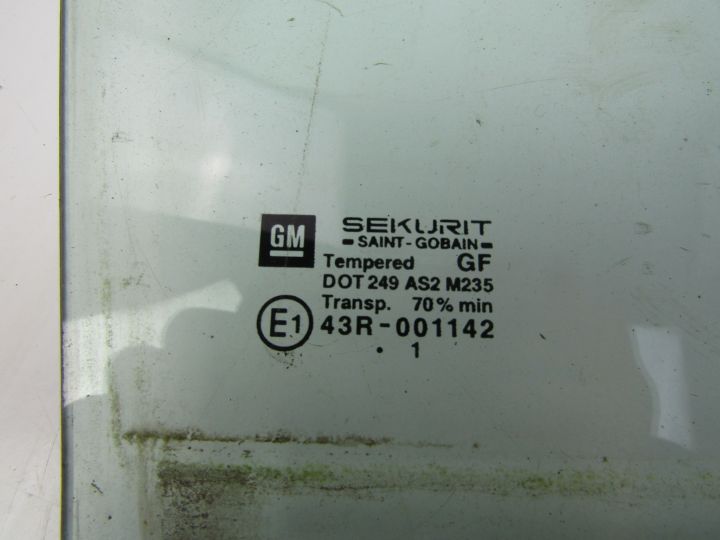 GM SEKURIT
SAINT-GOBAIN
Tempered GF
DOT 249 AS2 M235
Transp. 70% min
E1 43R-001142
. 1